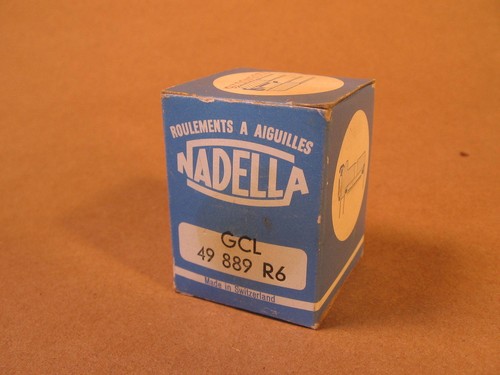 ROULEMENTS A AIGUILLES
NADELLA
GCL
49 889 R6
Made in Switzerland